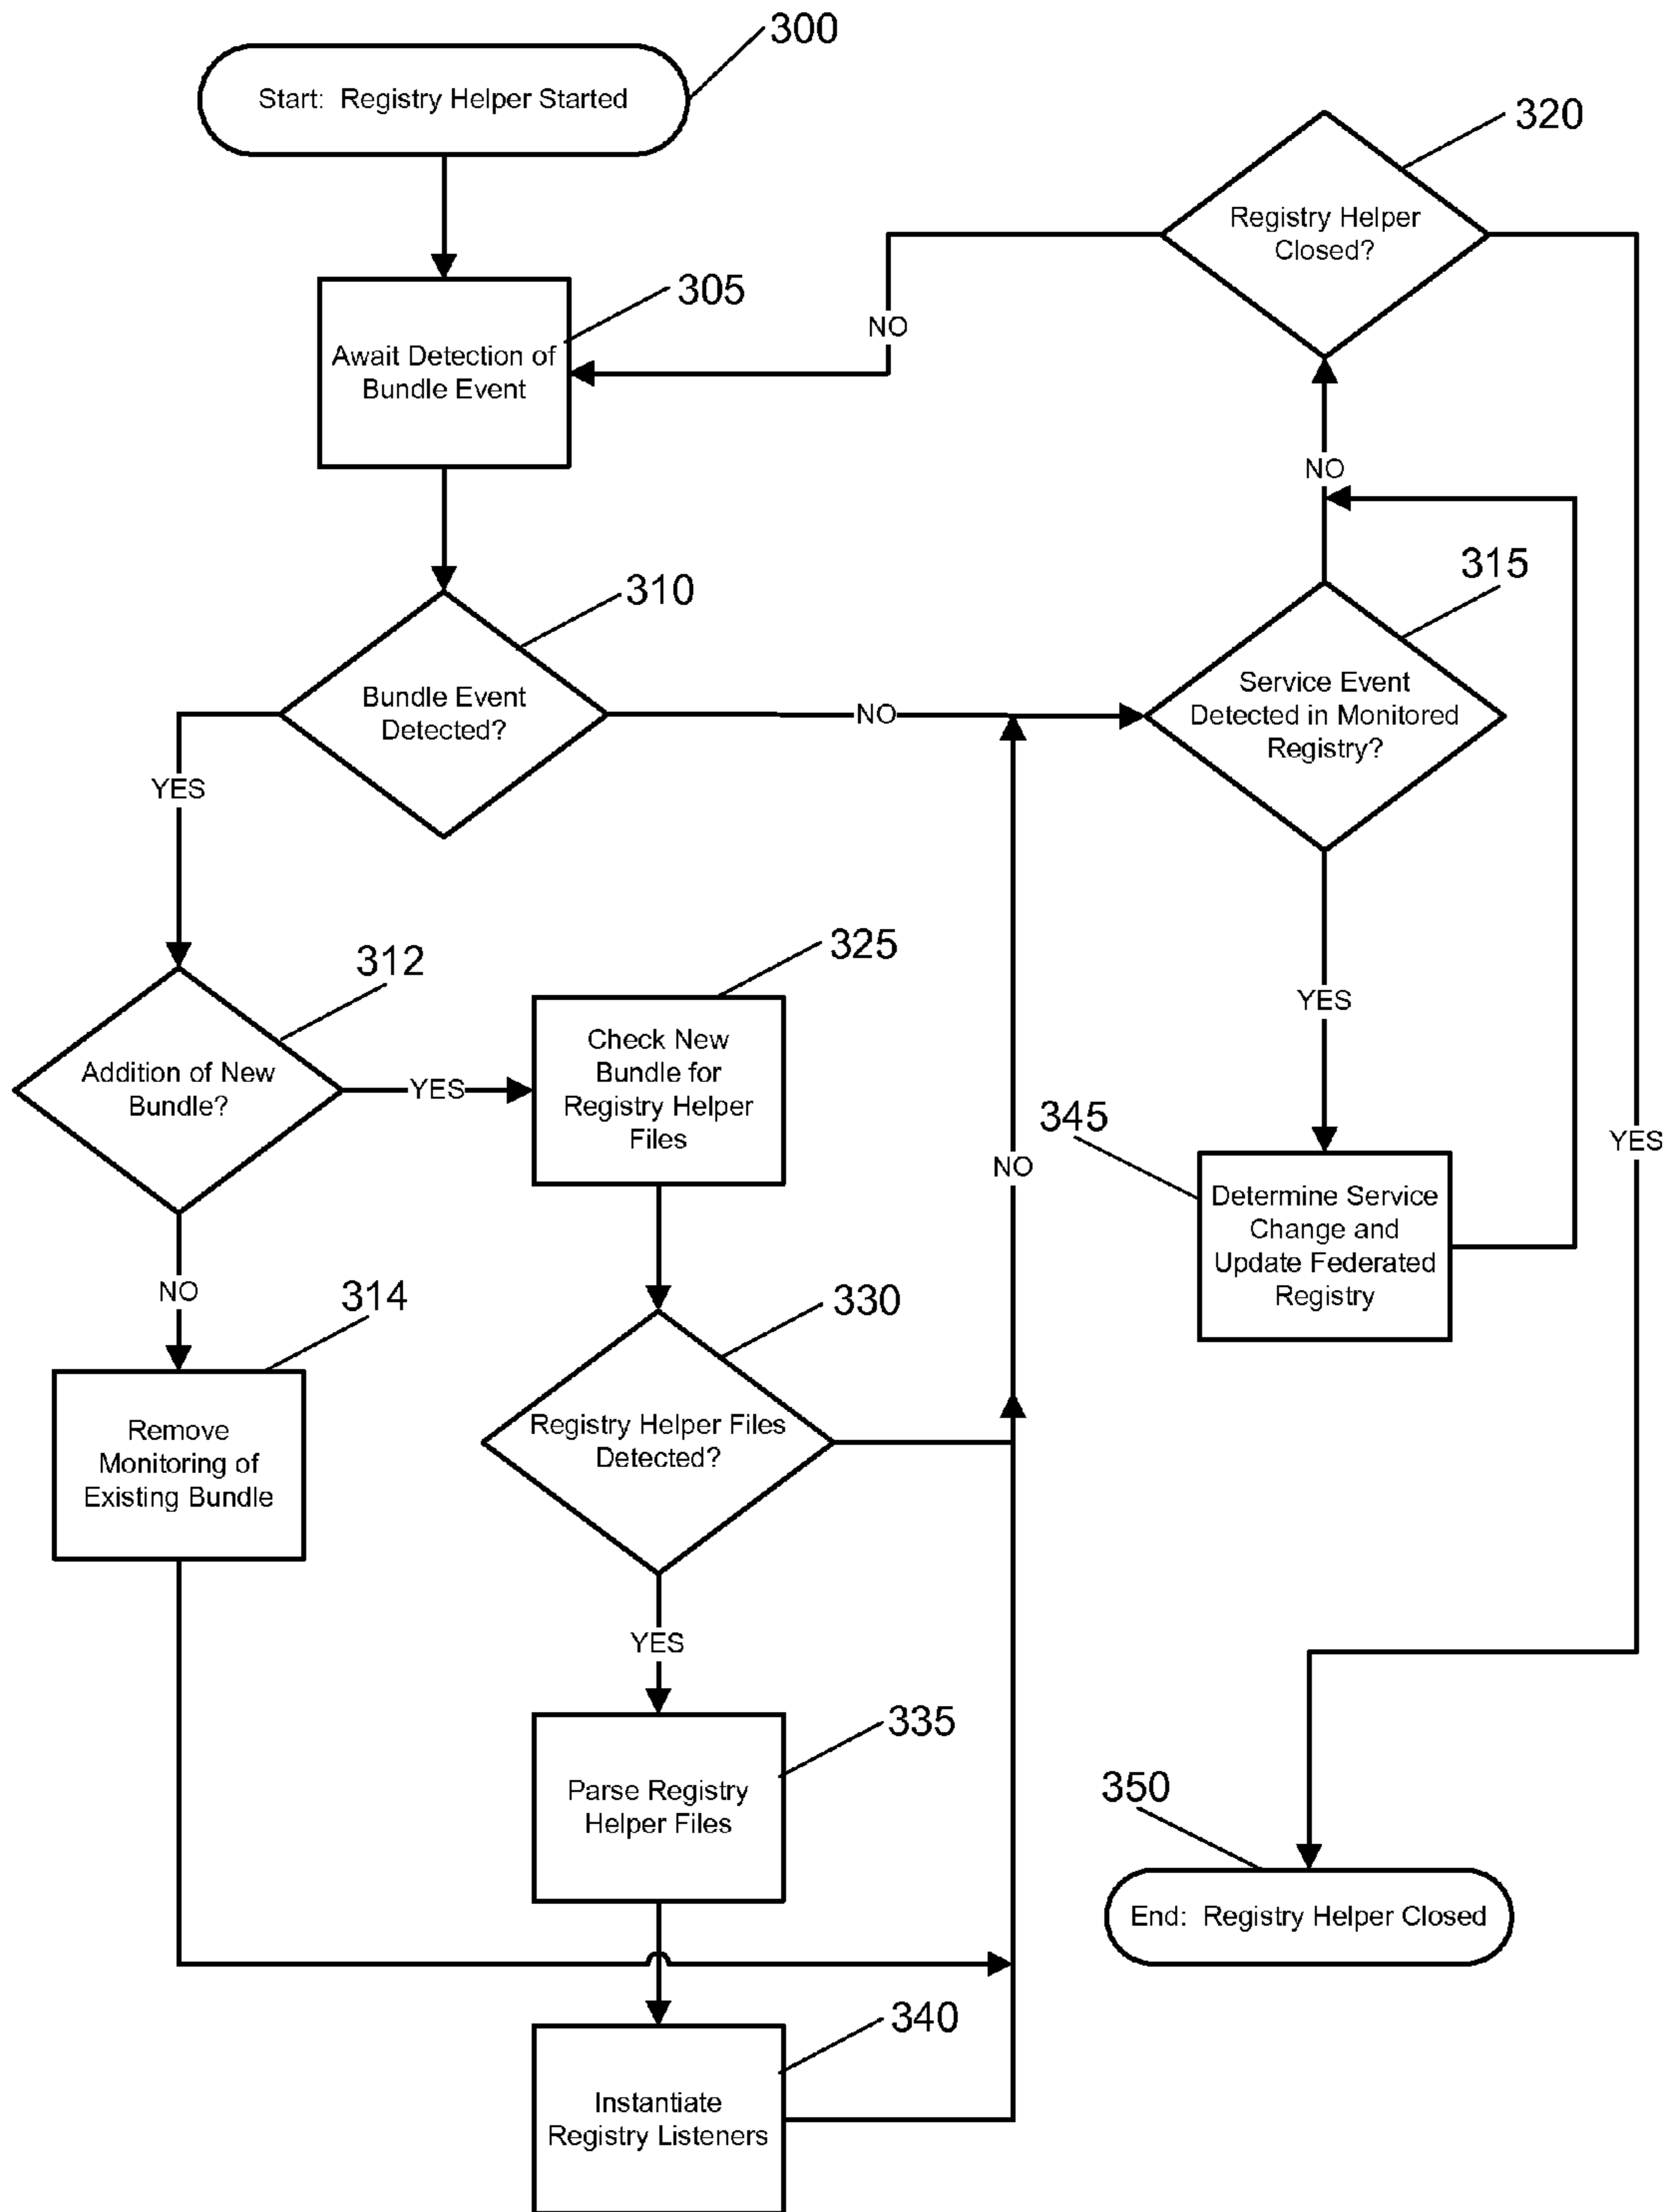 300
Start: Registry Helper Started
320
Registry Helper
Closed?
305
Await Detection of
Bundle Event
NO
NO
310
Bundle Event
Detected?
NO
315
Service Event
Detected in Monitored
Registry?
YES
YES
312
Addition of New
Bundle?
YES
325
Check New
Bundle for
Registry Helper
Files
NO
345
Determine Service
Change and
Update Federated
Registry
YES
NO
314
Remove
Monitoring of
Existing Bundle
330
Registry Helper Files
Detected?
YES
335
Parse Registry
Helper Files
350
End: Registry Helper Closed
340
Instantiate
Registry Listeners